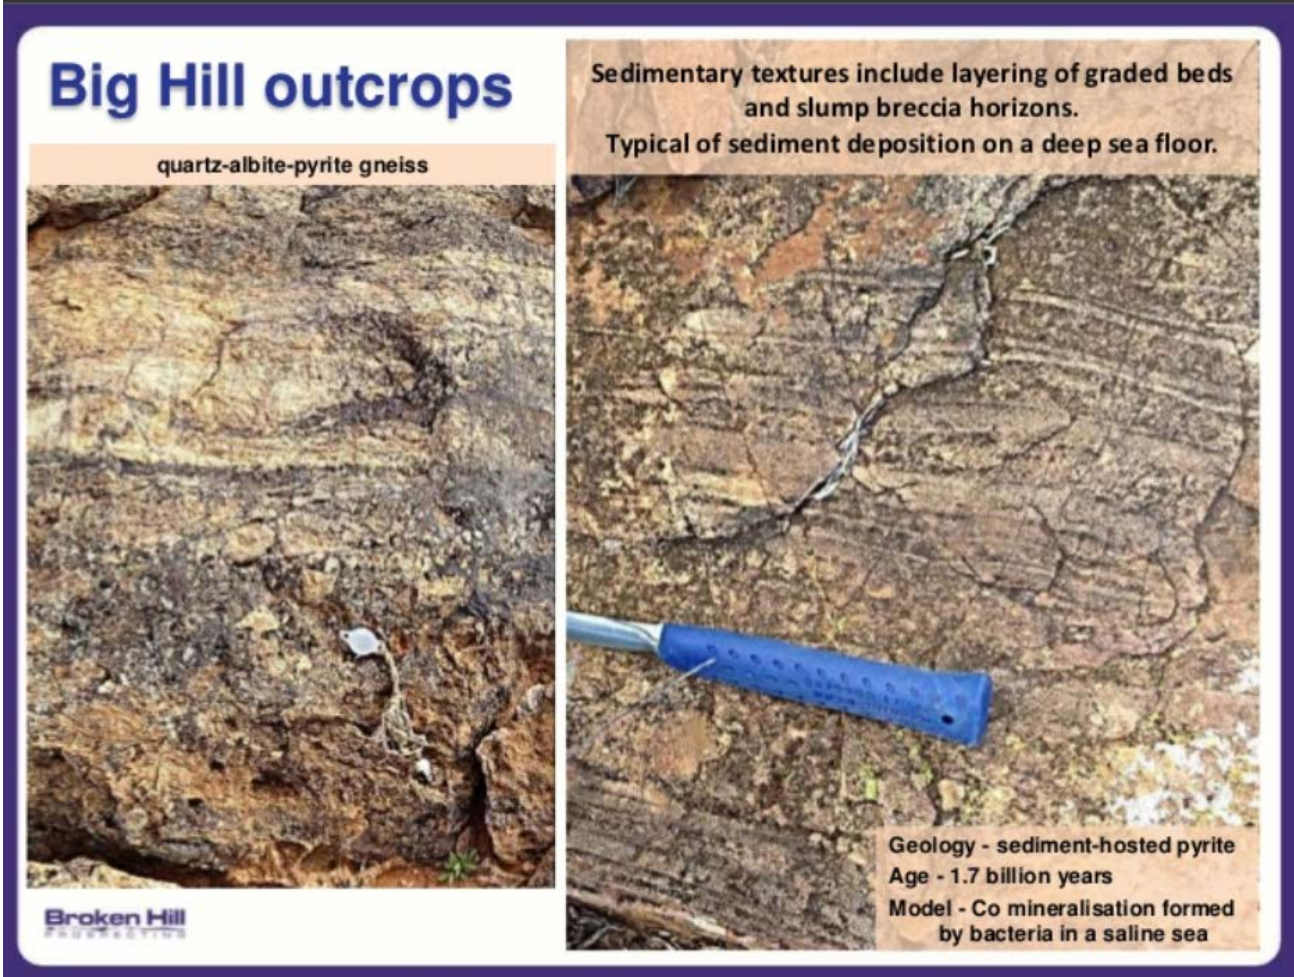 Big Hill outcrops
quartz-albite-pyrite gneiss
Sedimentary textures include layering of graded beds
and slump breccia horizons.
Typical of sediment deposition on a deep sea floor.
Geology - sediment-hosted pyrite
Age - 1.7 billion years
Model - Co mineralisation formed
by bacteria in a saline sea
Broken Hill
PROSPECTING